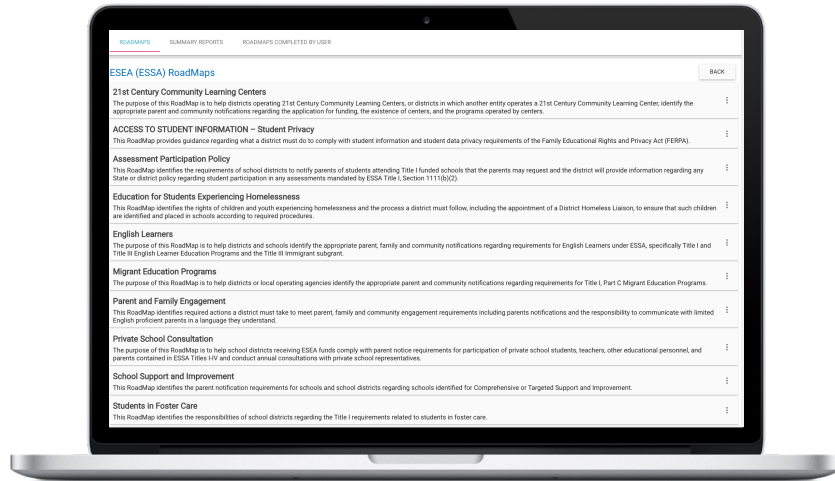 ROADMAPS SUMMARY REPORTS ROADMAPS COMPLETED BY USER
ESEA (ESSA) RoadMaps BACK
21st Century Community Learning Centers
The purpose of this RoadMap is to help districts operating 21st Century Community Learning Centers, or districts in which another entity operates a 21st Century Community Learning Center, identify the
appropriate parent and community notifications regarding the application for funding, the existence of centers, and the programs operated by centers.
ACCESS TO STUDENT INFORMATION – Student Privacy
This RoadMap provides guidance regarding what a district must do to comply with student information and student data privacy requirements of the Family Educational Rights and Privacy Act (FERPA).
Assessment Participation Policy
This RoadMap identifies the requirements of school districts to notify parents of students attending Title I funded schools that the parents may request and the district will provide information regarding any
State or district policy regarding student participation in any assessments mandated by ESSA Title I, Section 1111(b)(2).
Education for Students Experiencing Homelessness
This RoadMap identifies the rights of children and youth experiencing homelessness and the process a district must follow, including the appointment of a District Homeless Liaison, to ensure that such children
are identified and placed in schools according to required procedures.
English Learners
The purpose of this RoadMap is to help districts and schools identify the appropriate parent, family and community notifications regarding requirements for English Learners under ESSA, specifically Title I and
Title III English Learner Education Programs and the Title III Immigrant subgrant.
Migrant Education Programs
The purpose of this RoadMap is to help districts or local operating agencies identify the appropriate parent and community notifications regarding requirements for Title I, Part C Migrant Education Programs.
Parent and Family Engagement
This RoadMap identifies required actions a district must take to meet parent, family and community engagement requirements including parents notifications and the responsibility to communicate with limited
English proficient parents in a language they understand.
Private School Consultation
The purpose of this RoadMap is to help school districts receiving ESEA funds comply with parent notice requirements for participation of private school students, teachers, other educational personnel, and
parents contained in ESSA Titles I-IV and conduct annual consultations with private school representatives.
School Support and Improvement
This RoadMap identifies the parent notification requirements for schools and school districts regarding schools identified for Comprehensive or Targeted Support and Improvement.
Students in Foster Care
This RoadMap identifies the responsibilities of school districts regarding the Title I requirements related to students in foster care.